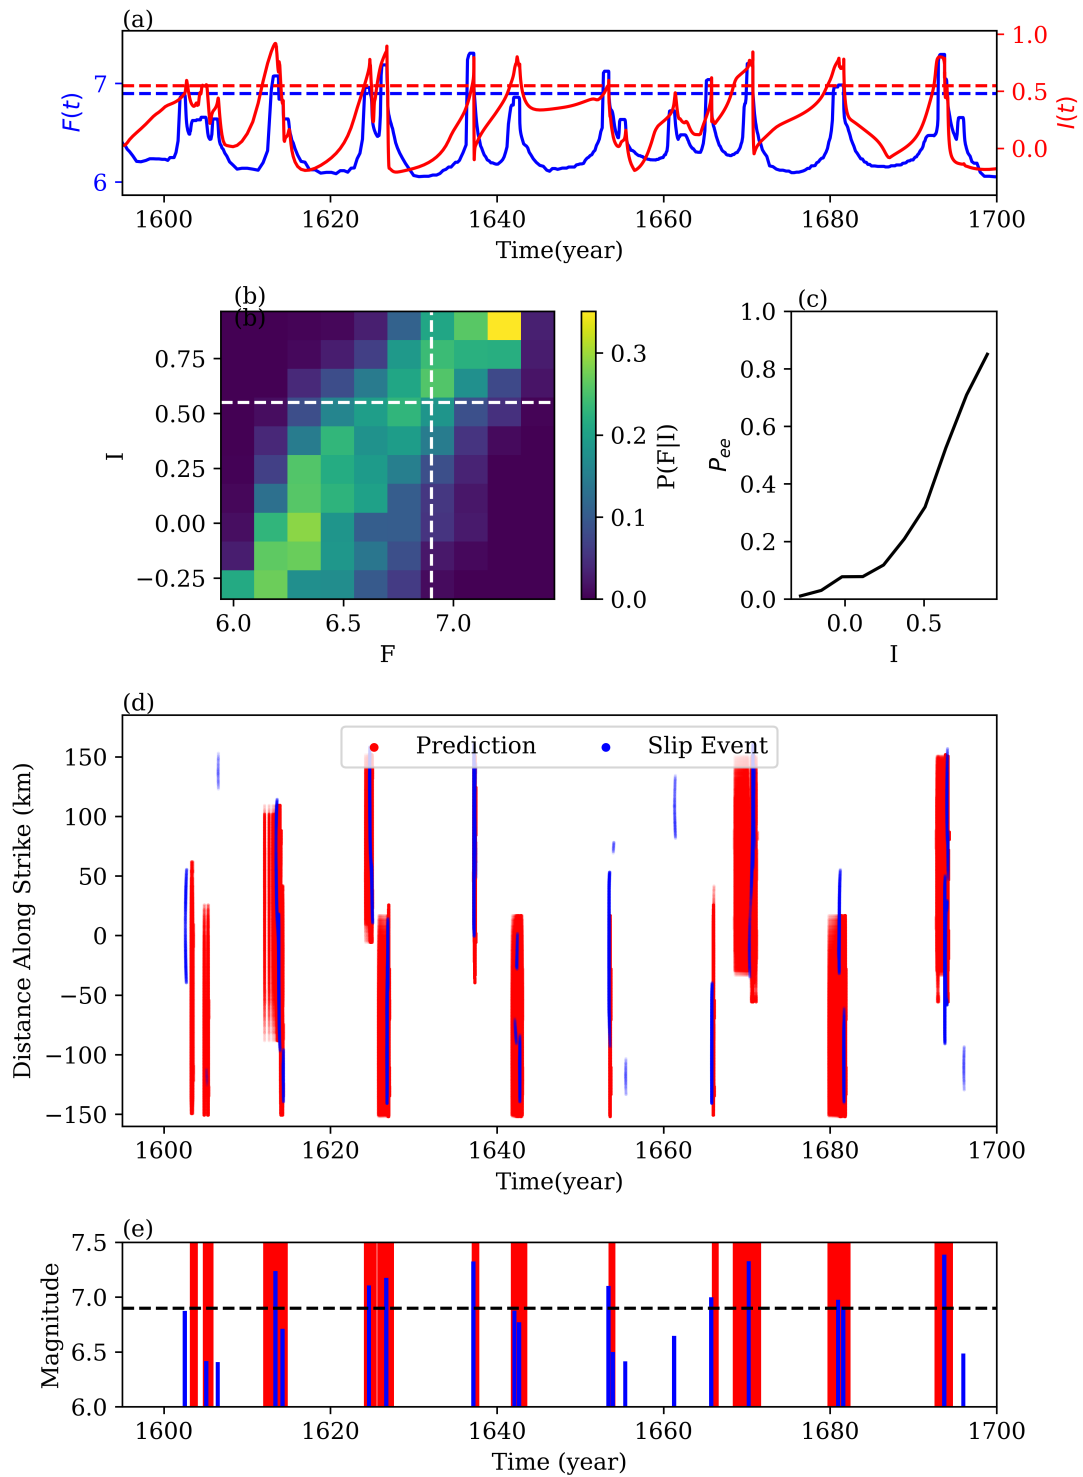 (a)
7
6
F(t)
1.0
0.5
0.0
I(t)
1600 1620 1640 1660 1680 1700
Time(year)
(b)
(b)
0.75
0.50
0.25
0.00
−0.25
I
6.0 6.5 7.0
F
0.3
0.2
0.1
0.0
P(F|I)
(c)
1.0
0.8
0.6
0.4
0.2
0.0
Pee
0.0 0.5
I
(d)
Prediction Slip Event
150
100
50
0
−50
−100
−150
Distance Along Strike (km)
1600 1620 1640 1660 1680 1700
Time(year)
(e)
7.5
7.0
6.5
6.0
Magnitude
1600 1620 1640 1660 1680 1700
Time (year)